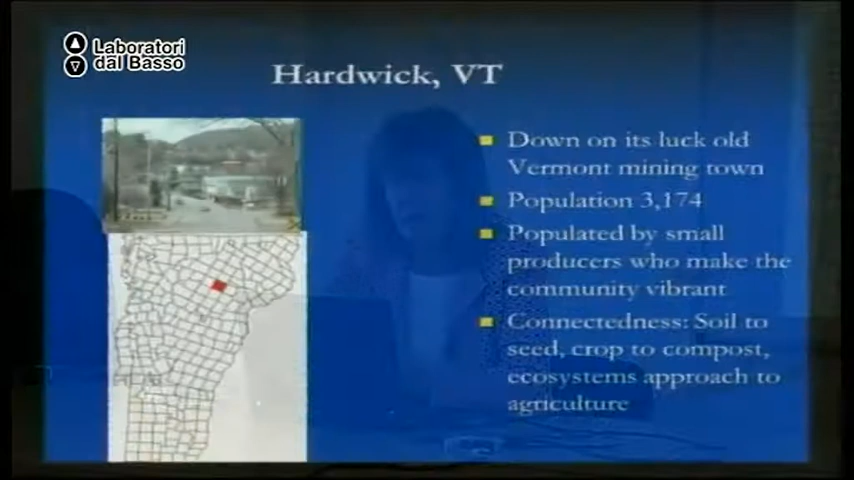 Laboratori
dal Basso
Hardwick, VT
Down on its luck old
Vermont mining town
Population 3,174
Populated by small
producers who make the
community vibrant
Connectedness: Soil to
seed, crop to compost,
ecosystems approach to
agriculture